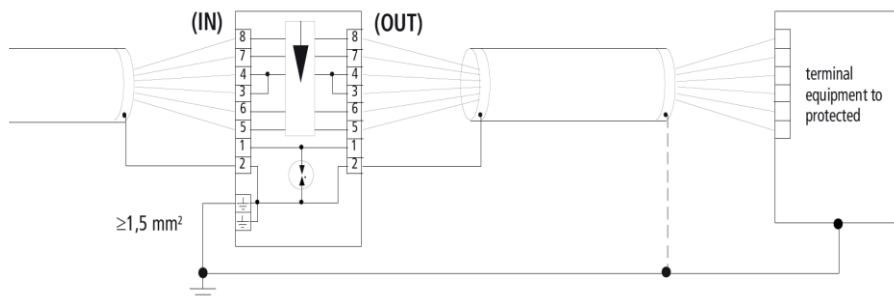 (IN) (OUT)
8 8
7 7
4 4
3 3
6 6
5 5
1 1
2 2
≥1,5 mm²
terminal
equipment to
protected